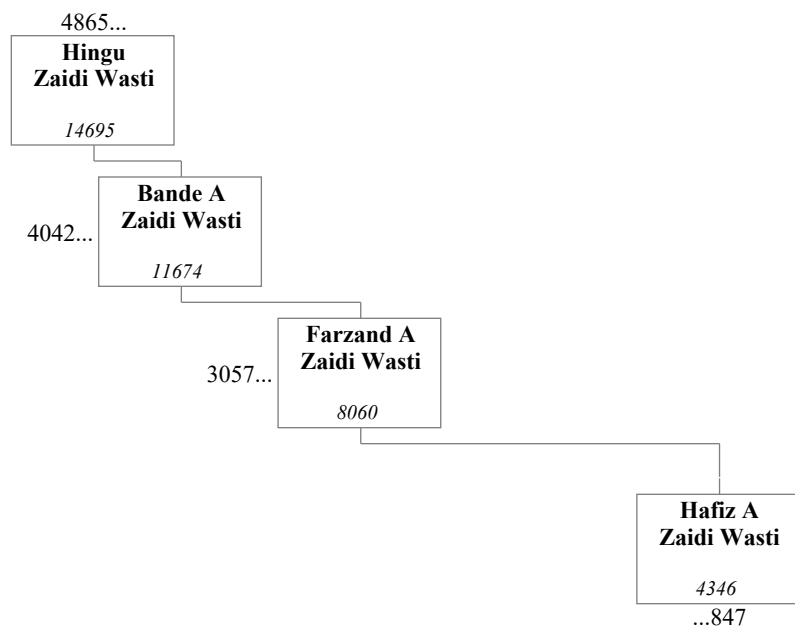 4865...
Hingu
Zaidi Wasti
14695
Bande A
Zaidi Wasti
4042...
11674
Farzand A
Zaidi Wasti
3057...
8060
Hafiz A
Zaidi Wasti
4346
...847